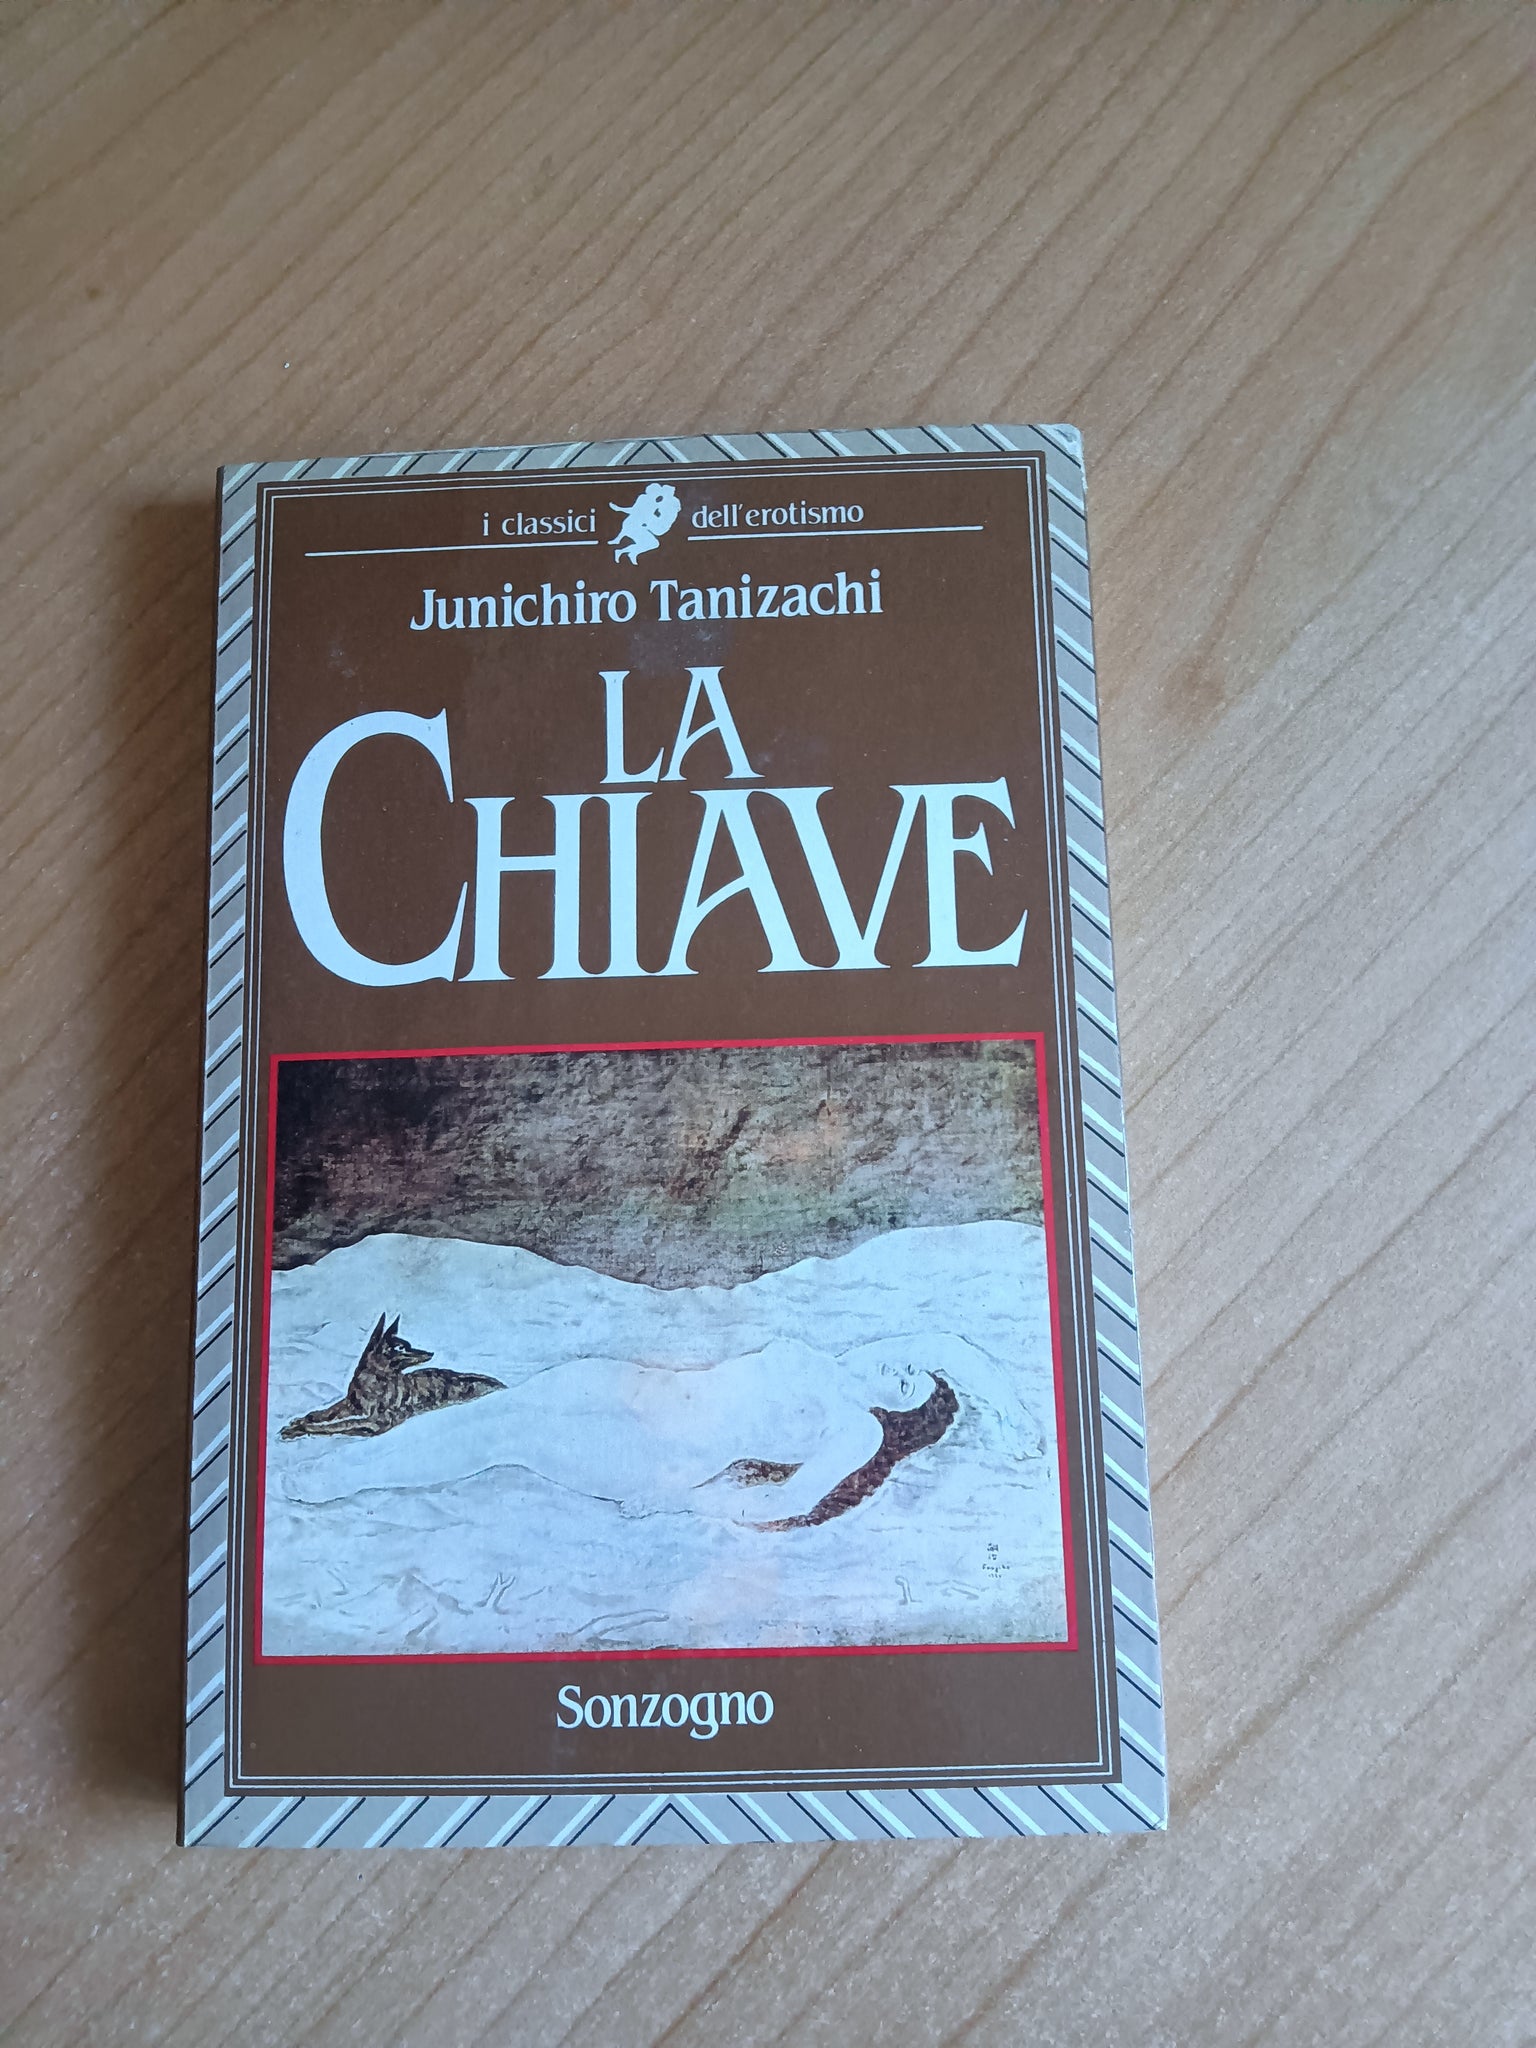 i classici dell'erotismo
Junichiro Tanizachi
LA
CHIAVE
Sonzogno